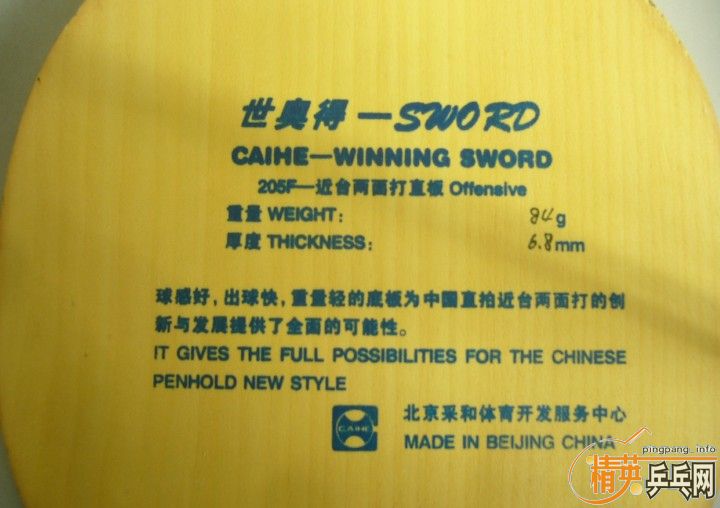 世奥得 — SWORD
CAIHE—WINNING SWORD
205F—近台两面打直板 Offensive
重量 WEIGHT: 84g
厚度 THICKNESS: 6.8mm
球感好，出球快，重量轻的底板为中国直拍近台两面打的创
新与发展提供了全面的可能性。
IT GIVES THE FULL POSSIBILITIES FOR THE CHINESE
PENHOLD NEW STYLE
CAIHE
北京采和体育开发服务中心
MADE IN BEIJING CHINA
pingpang_info
精英乒乓网